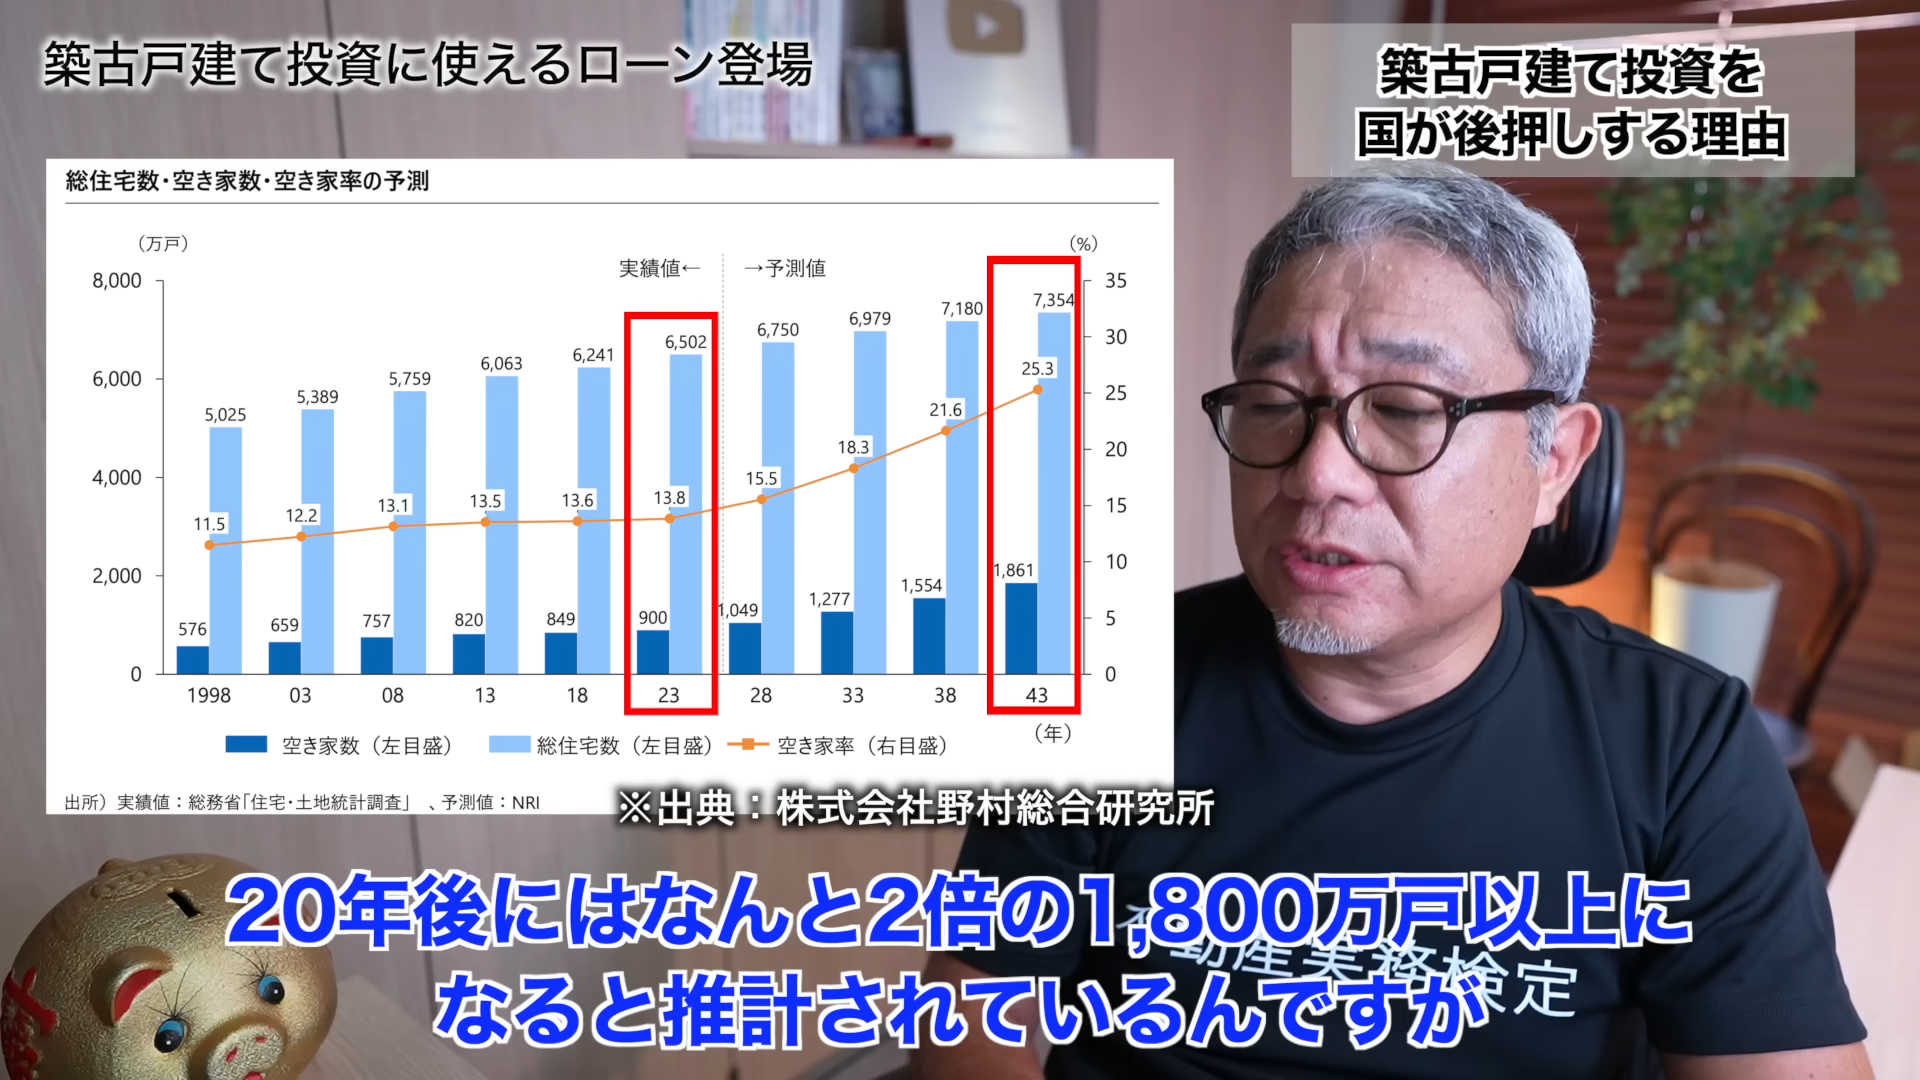 築古戸建て投資に使えるローン登場
築古戸建て投資を
国が後押しする理由
総住宅数・空き家数・空き家率の予測
（万戸）
（%）
実績値← →予測値
8,000
6,000
4,000
2,000
0
35
30
25
20
15
10
5
0
5,025 5,389 5,759 6,063 6,241 6,502 6,750 6,979 7,180 7,354
11.5 12.2 13.1 13.5 13.6 13.8 15.5 18.3 21.6 25.3
576 659 757 820 849 900 1,049 1,277 1,554 1,861
1998 03 08 13 18 23 28 33 38 43
（年）
空き家数（左目盛） 総住宅数（左目盛） 空き家率（右目盛）
出所）実績値：総務省「住宅・土地統計調査」 、予測値：NRI
※出典：株式会社野村総合研究所
20年後にはなんと2倍の1,800万戸以上に
なると推計されているんですが
不動産実務検定